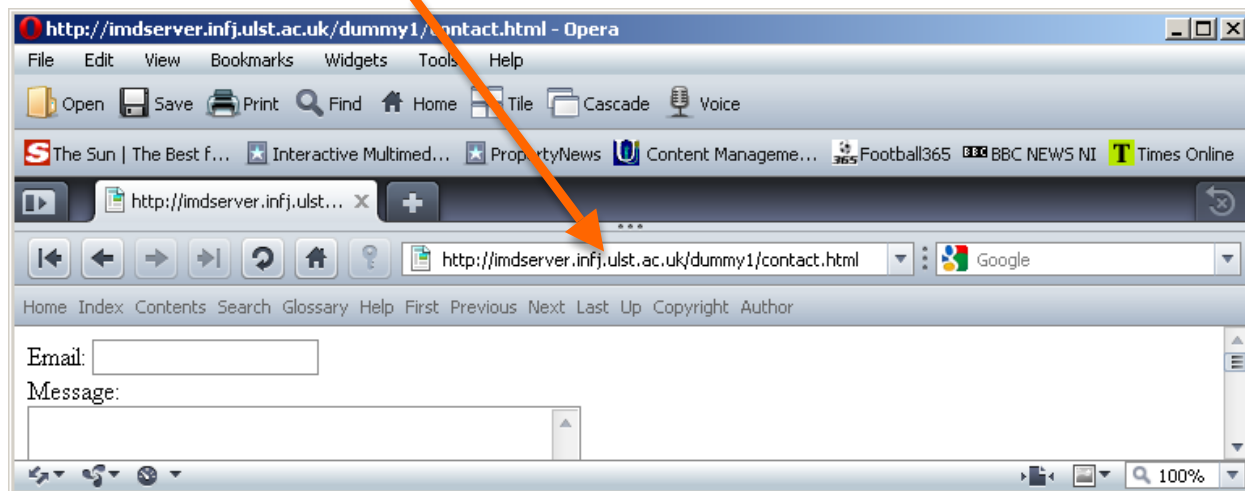 http://imdserver.infj.ulst.ac.uk/dummy1/contact.html - Opera
File Edit View Bookmarks Widgets Tools Help
Open Save Print Find Home Tile Cascade Voice
The Sun | The Best f... Interactive Multimed... PropertyNews Content Manageme... 365 Football365 BBC BBC NEWS NI T Times Online
http://imdserver.infj.ulst...
http://imdserver.infj.ulst.ac.uk/dummy1/contact.html Google
Home Index Contents Search Glossary Help First Previous Next Last Up Copyright Author
Email:
Message:
100%